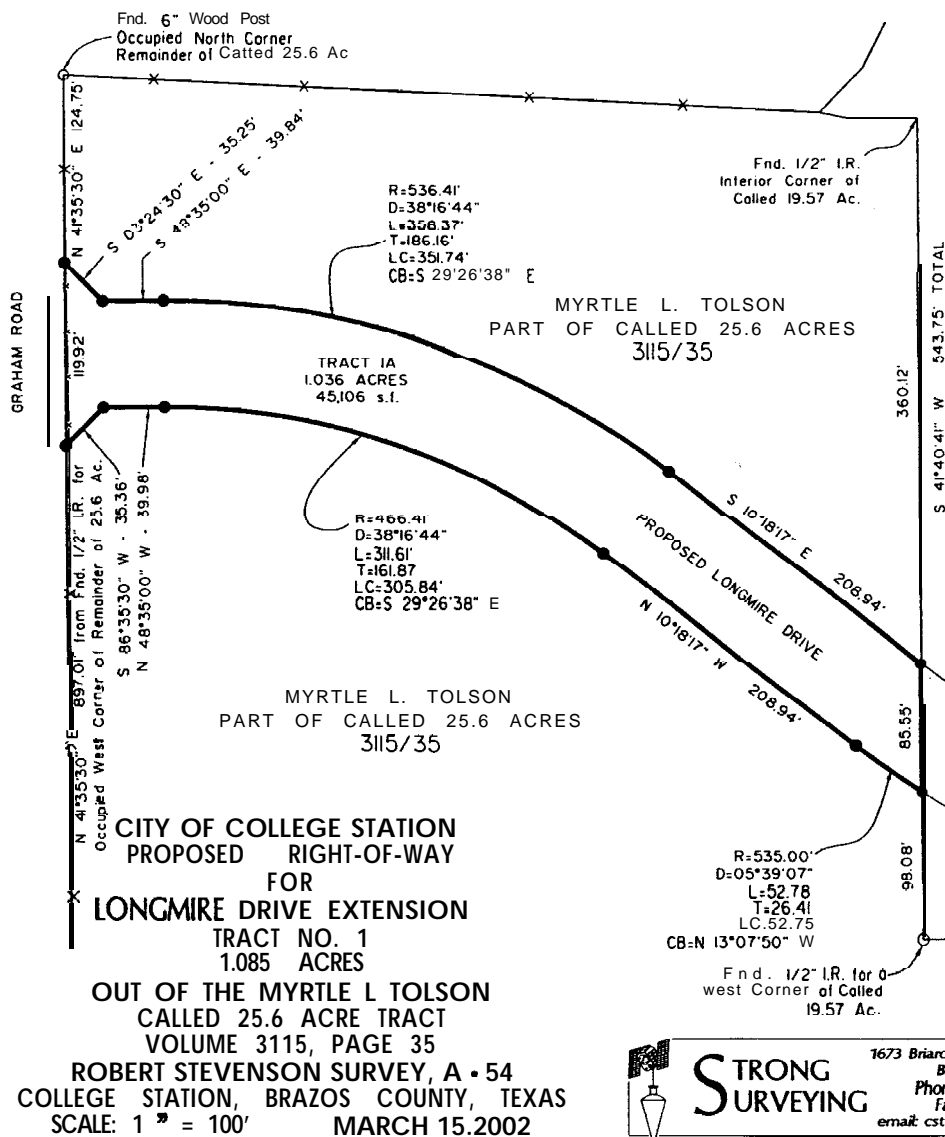 Fnd. 6" Wood Post
Occupied North Corner
Remainder of Catted 25.6 Ac
N 41°35'30" E 124.75'
S 03°24'30" E - 35.25'
S 48°35'00" E - 39.84'
R=536.41'
D=38°16'44"
L=358.37'
T=186.16'
LC=351.74'
CB=S 29'26'38" E
Fnd. 1/2" I.R.
Interior Corner of
Called 19.57 Ac.
MYRTLE L. TOLSON
PART OF CALLED 25.6 ACRES
3115/35
GRAHAM ROAD
119.92'
TRACT 1A
1.036 ACRES
45,106 s.f.
360.12'
S 41°40'41" W 543.75' TOTAL
S 10°18'17" E 208.94'
PROPOSED LONGMIRE DRIVE
N 10°18'17" W 208.94'
R=466.41
D=38°16'44"
L=311.61'
T=161.87
LC=305.84'
CB=S 29°26'38" E
S 86°35'30" W - 35.36'
N 48°35'00" W - 39.98'
N 41°35'30" E 897.01' from Fnd. 1/2" I.R. for
Occupied West Corner of Remainder of 25.6 Ac.
MYRTLE L. TOLSON
PART OF CALLED 25.6 ACRES
3115/35
85.55'
98.08'
R=535.00'
D=05°39'07"
L=52.78
T=26.41
LC.52.75
CB=N 13°07'50" W
Fnd. 1/2" I.R. for a
west Corner of Called
19.57 Ac.
CITY OF COLLEGE STATION
PROPOSED RIGHT-OF-WAY
FOR
LONGMIRE DRIVE EXTENSION
TRACT NO. 1
1.085 ACRES
OUT OF THE MYRTLE L TOLSON
CALLED 25.6 ACRE TRACT
VOLUME 3115, PAGE 35
ROBERT STEVENSON SURVEY, A • 54
COLLEGE STATION, BRAZOS COUNTY, TEXAS
SCALE: 1 " = 100' MARCH 15.2002
STRONG
SURVEYING
1673 Briarc
B
Phon
Fa
email: cst